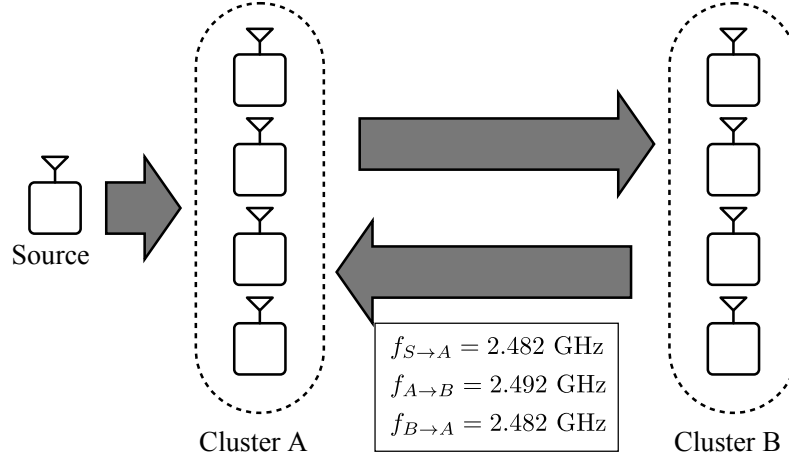 Source
Cluster A
f_{S→A} = 2.482 GHz
f_{A→B} = 2.492 GHz
f_{B→A} = 2.482 GHz
Cluster B